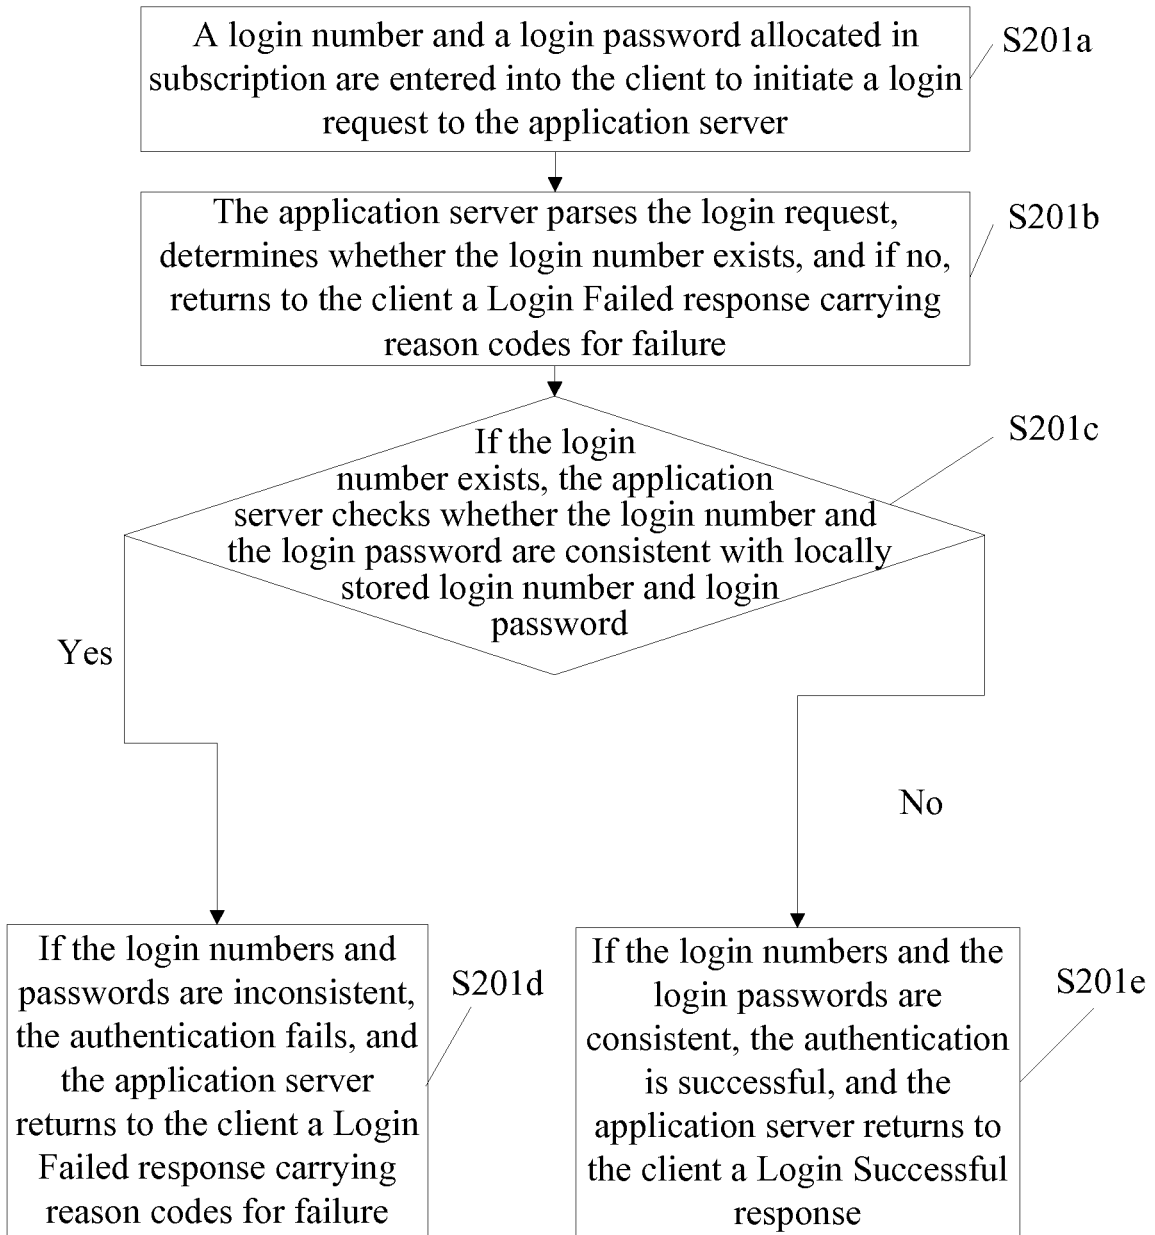 A login number and a login password allocated in
subscription are entered into the client to initiate a login
request to the application server
S201a
The application server parses the login request,
determines whether the login number exists, and if no,
returns to the client a Login Failed response carrying
reason codes for failure
S201b
If the login
number exists, the application
server checks whether the login number and
the login password are consistent with locally
stored login number and login
password
S201c
Yes
No
If the login numbers and
passwords are inconsistent,
the authentication fails, and
the application server
returns to the client a Login
Failed response carrying
reason codes for failure
S201d
If the login numbers and the
login passwords are
consistent, the authentication
is successful, and the
application server returns to
the client a Login Successful
response
S201e